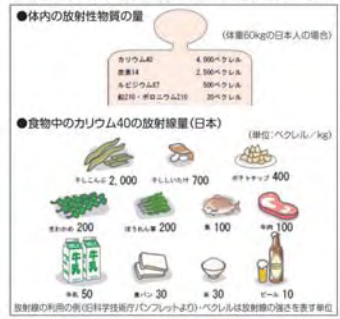 ●体内の放射性物質の量
(体重60kgの日本人の場合)
カリウム40 4,000ベクレル
炭素14 2,500ベクレル
ルビジウム87 500ベクレル
鉛210・ポロニウム210 20ベクレル
●食物中のカリウム40の放射線量(日本)
(単位:ベクレル/kg)
干しこんぶ 2,000 干ししいたけ 700 ポテトチップ 400
生わかめ 200 ほうれん草 200 魚 100 牛肉 100
牛乳 牛乳
牛乳 50 食パン 30 米 30 ビール 10
放射線の利用の例(旧科学技術庁パンフレットより)・ベクレルは放射線の強さを表す単位